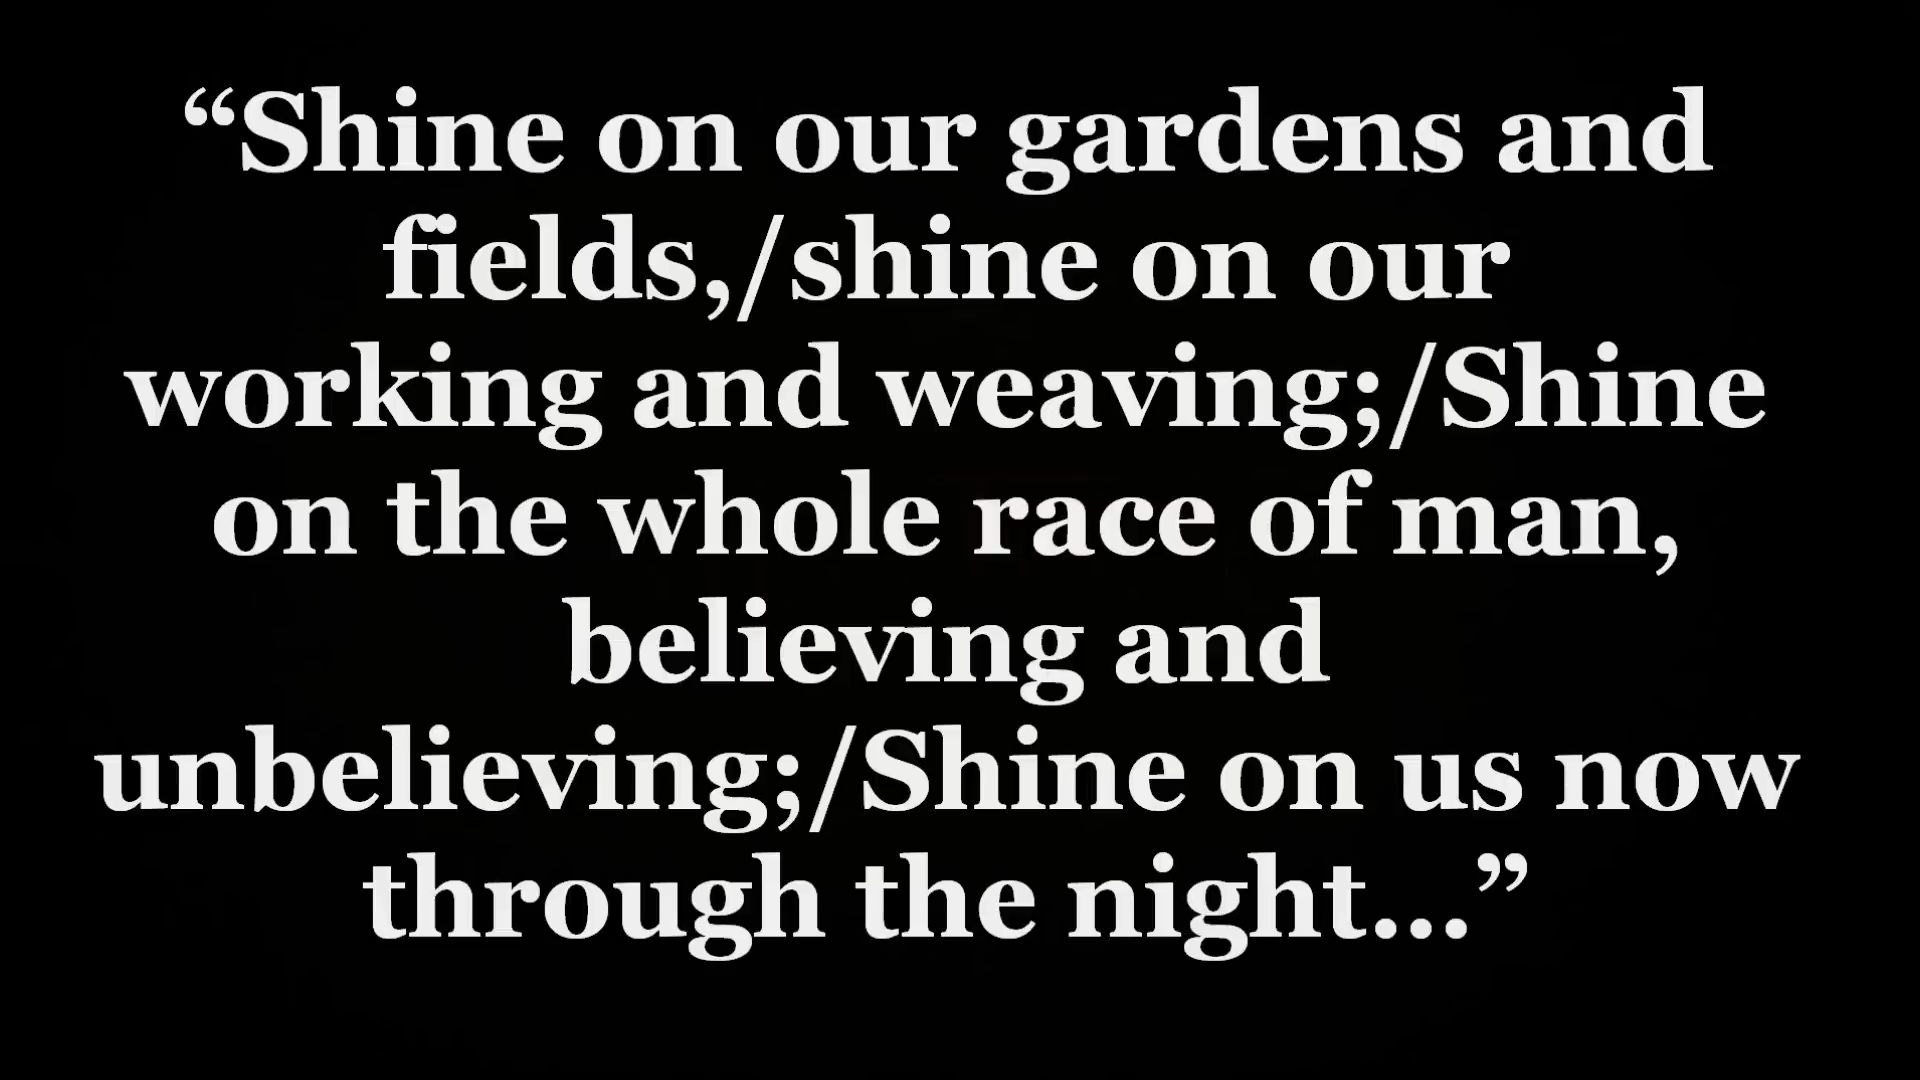 “Shine on our gardens and
fields,/shine on our
working and weaving;/Shine
on the whole race of man,
believing and
unbelieving;/Shine on us now
through the night...”